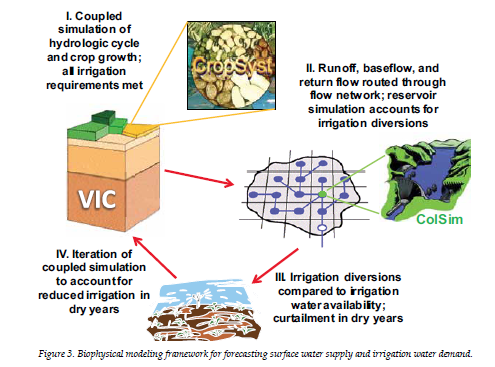 I. Coupled
simulation of
hydrologic cycle
and crop growth;
all irrigation
requirements met
CropSyst
II. Runoff, baseflow, and
return flow routed through
flow network; reservoir
simulation accounts for
irrigation diversions
VIC
ColSim
IV. Iteration of
coupled simulation
to account for
reduced irrigation in
dry years
III. Irrigation diversions
compared to irrigation
water availability;
curtailment in dry years
Figure 3. Biophysical modeling framework for forecasting surface water supply and irrigation water demand.